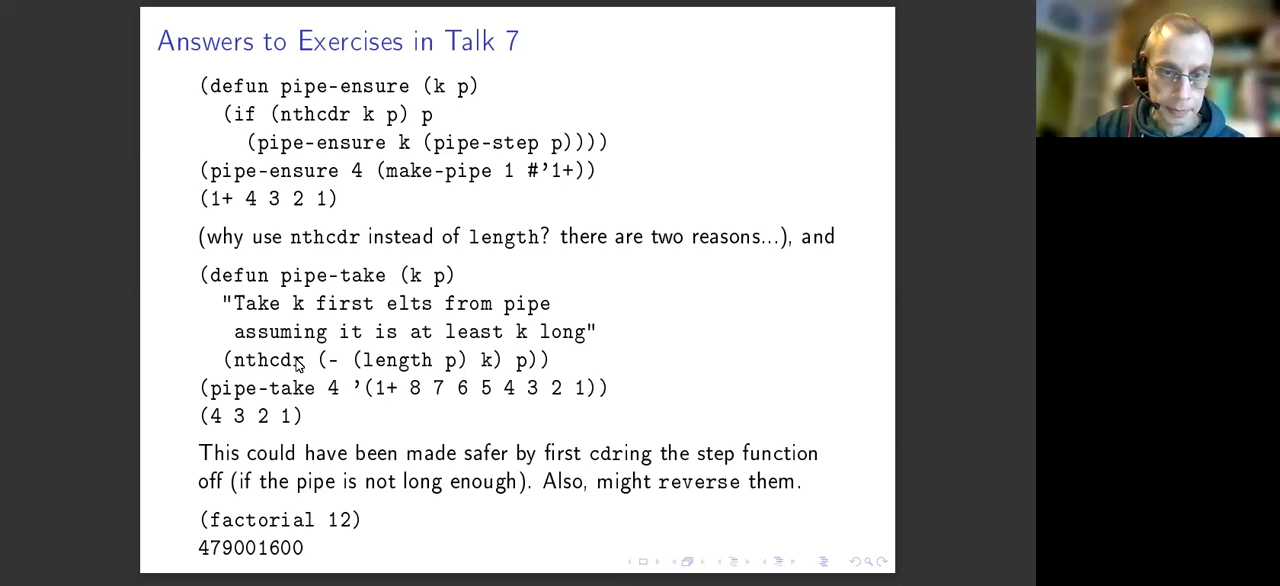 Answers to Exercises in Talk 7
(defun pipe-ensure (k p)
(if (nthcdr k p) p
(pipe-ensure k (pipe-step p))))
(pipe-ensure 4 (make-pipe 1 #'1+))
(1+ 4 3 2 1)
(why use nthcdr instead of length? there are two reasons...), and
(defun pipe-take (k p)
"Take k first elts from pipe
assuming it is at least k long"
(nthcdr (- (length p) k) p))
(pipe-take 4 '(1+ 8 7 6 5 4 3 2 1))
(4 3 2 1)
This could have been made safer by first cdring the step function
off (if the pipe is not long enough). Also, might reverse them.
(factorial 12)
479001600